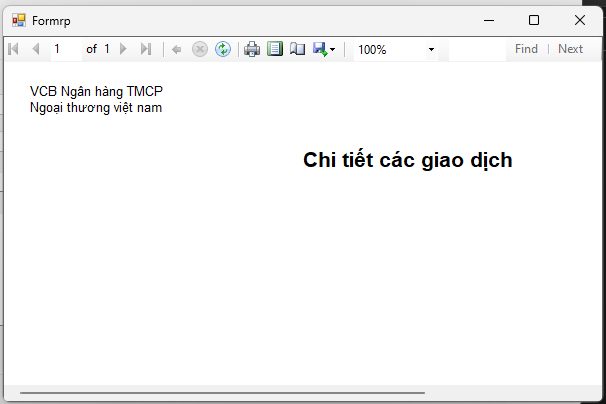 Formrp
1 of 1 100% Find | Next
VCB Ngân hàng TMCP
Ngoại thương việt nam
Chi tiết các giao dịch